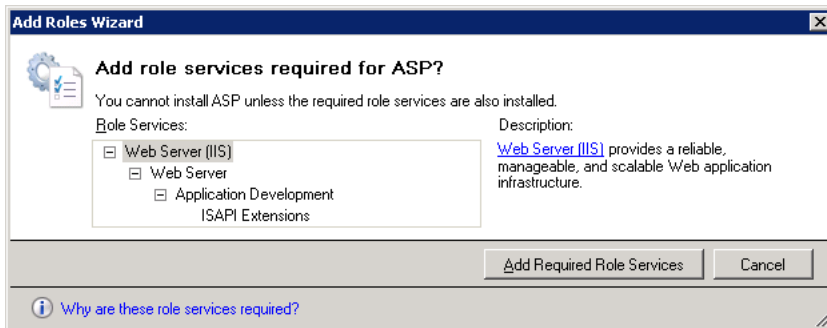 Add Roles Wizard
Add role services required for ASP?
You cannot install ASP unless the required role services are also installed.
Role Services:
Web Server (IIS)
Web Server
Application Development
ISAPI Extensions
Description:
Web Server (IIS) provides a reliable,
manageable, and scalable Web application
infrastructure.
Add Required Role Services
Cancel
Why are these role services required?